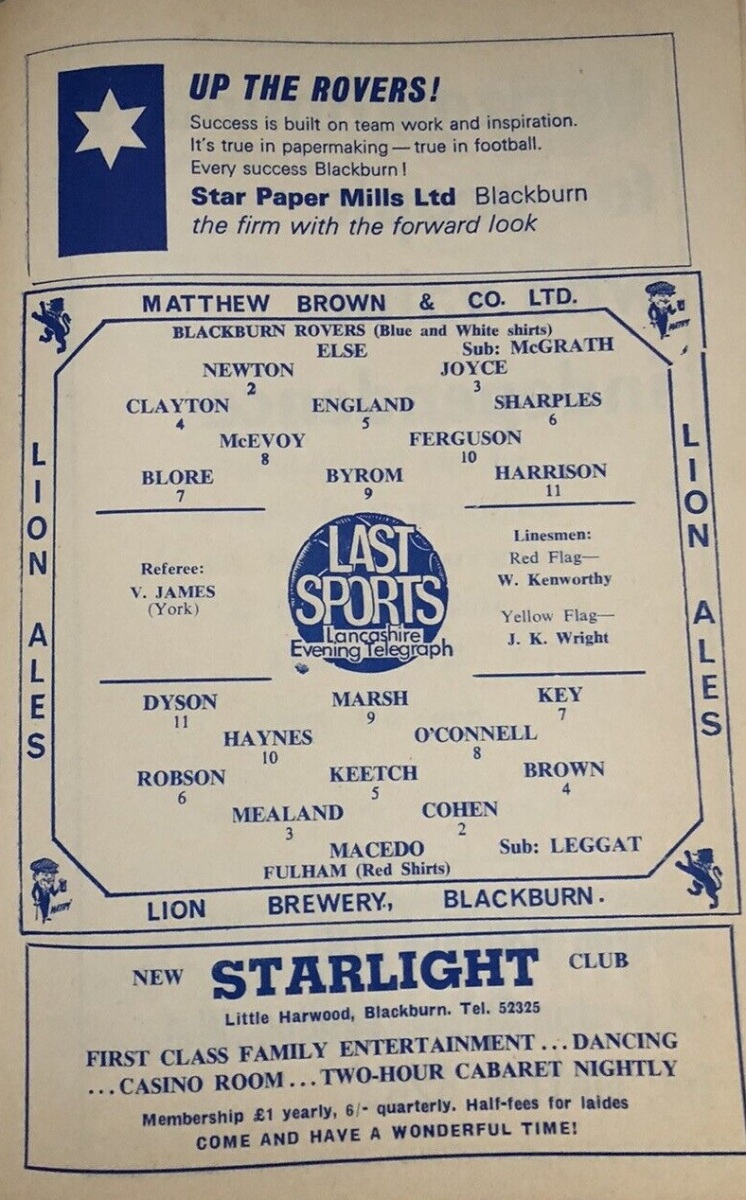 UP THE ROVERS!
Success is built on team work and inspiration.
It's true in papermaking — true in football.
Every success Blackburn!
Star Paper Mills Ltd Blackburn
the firm with the forward look
MATTHEW BROWN & CO. LTD.
BLACKBURN ROVERS (Blue and White shirts)
ELSE Sub: McGRATH
NEWTON JOYCE
2 3
CLAYTON ENGLAND SHARPLES
4 5 6
McEVOY FERGUSON
8 10
BLORE BYROM HARRISON
7 9 11
LION ALES
Referee:
V. JAMES
(York)
LAST
SPORTS
Lancashire
Evening Telegraph
Linesmen:
Red Flag—
W. Kenworthy
Yellow Flag—
J. K. Wright
LION ALES
DYSON MARSH KEY
11 9 7
HAYNES O'CONNELL
10 8
ROBSON KEETCH BROWN
6 5 4
MEALAND COHEN
3 2
MACEDO Sub: LEGGAT
FULHAM (Red Shirts)
LION BREWERY, BLACKBURN.
NEW STARLIGHT CLUB
Little Harwood, Blackburn. Tel. 52325
FIRST CLASS FAMILY ENTERTAINMENT ... DANCING
... CASINO ROOM ... TWO-HOUR CABARET NIGHTLY
Membership £1 yearly, 6/- quarterly. Half-fees for laides
COME AND HAVE A WONDERFUL TIME!